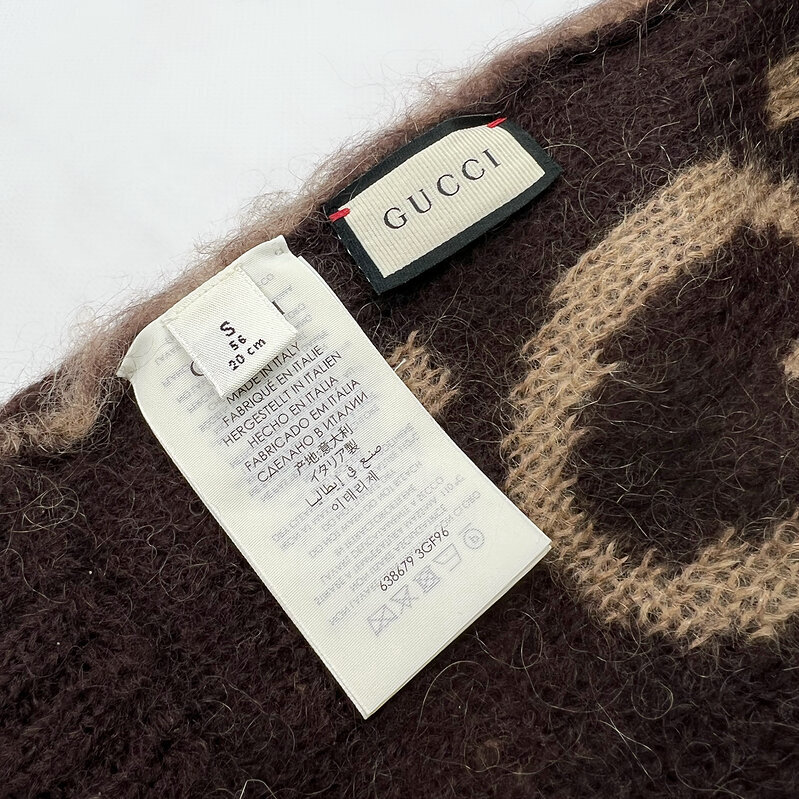 GUCCI
S
56
20 cm
MADE IN ITALY
FABRIQUÉ EN ITALIE
HERGESTELLT IN ITALIEN
HECHO EN ITALIA
FABRICADO EM ITÁLIA
СДЕЛАНО В ИТАЛИИ
产地:意大利
イタリア製
صنع في إيطاليا
이태리제
638679 3GF96